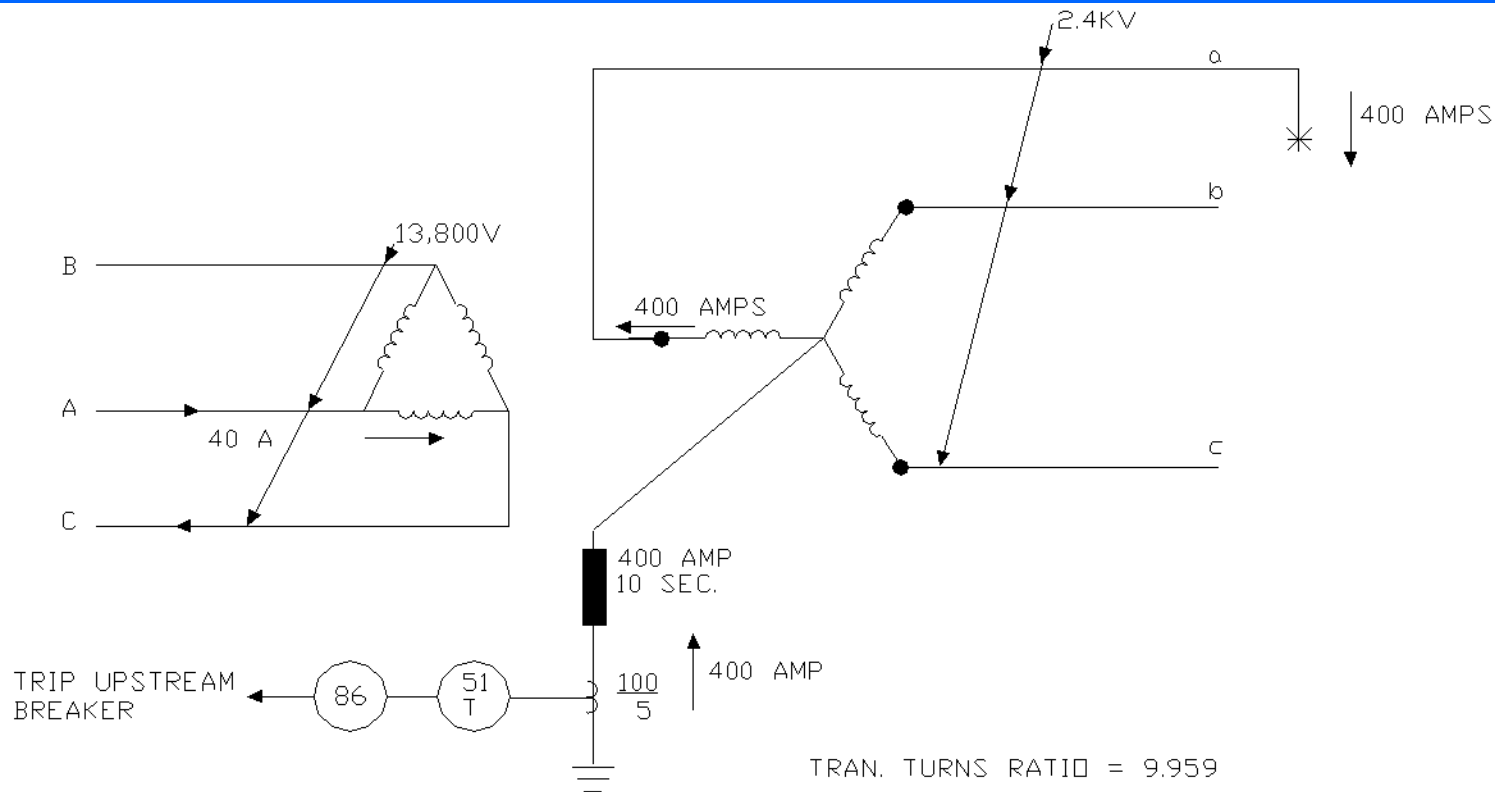 2.4KV
a
400 AMPS
b
13,800V
B
400 AMPS
A
40 A
c
C
400 AMP
10 SEC.
400 AMP
TRIP UPSTREAM
BREAKER
86
51
T
100
5
TRAN. TURNS RATIO = 9.959